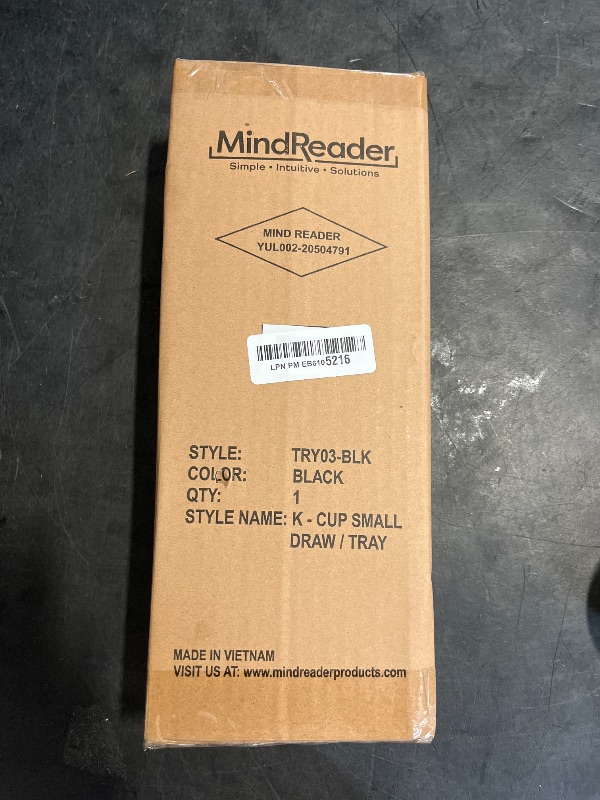 MindReader
Simple • Intuitive • Solutions
MIND READER
YUL002-20504791
LPN PM EB6105216
STYLE: TRY03-BLK
COLOR: BLACK
QTY: 1
STYLE NAME: K - CUP SMALL
DRAW / TRAY
MADE IN VIETNAM
VISIT US AT: www.mindreaderproducts.com